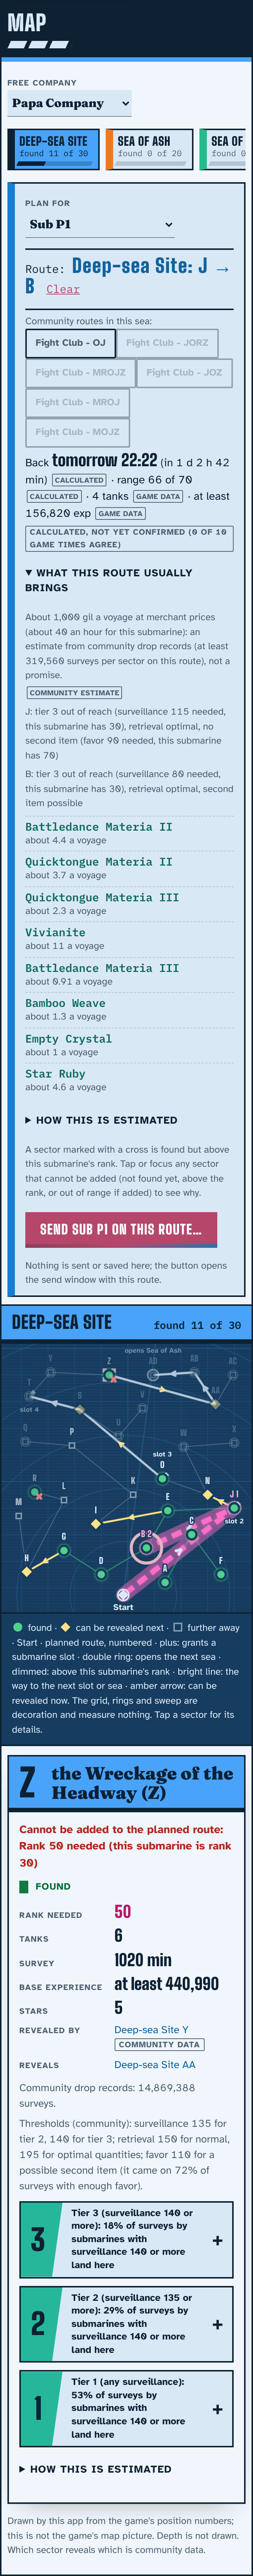 MAP
FREE COMPANY
Papa Company
DEEP-SEA SITE
found 11 of 30
SEA OF ASH
found 0 of 20
SEA OF
found 0
PLAN FOR
Sub P1
Route: Deep-sea Site: J →
B Clear
Community routes in this sea:
Fight Club - OJ
Fight Club - JORZ
Fight Club - MROJZ
Fight Club - JOZ
Fight Club - MROJ
Fight Club - MOJZ
Back tomorrow 22:22 (in 1 d 2 h 42
min) CALCULATED · range 66 of 70
CALCULATED · 4 tanks GAME DATA · at least
156,820 exp GAME DATA
CALCULATED, NOT YET CONFIRMED (0 OF 10
GAME TIMES AGREE)
▼ WHAT THIS ROUTE USUALLY
BRINGS
About 1,000 gil a voyage at merchant prices
(about 40 an hour for this submarine): an
estimate from community drop records (at least
319,560 surveys per sector on this route), not a
promise.
COMMUNITY ESTIMATE
J: tier 3 out of reach (surveillance 115 needed,
this submarine has 30), retrieval optimal, no
second item (favor 90 needed, this submarine
has 70)
B: tier 3 out of reach (surveillance 80 needed,
this submarine has 30), retrieval optimal, second
item possible
Battledance Materia II
about 4.4 a voyage
Quicktongue Materia II
about 3.7 a voyage
Quicktongue Materia III
about 2.3 a voyage
Vivianite
about 11 a voyage
Battledance Materia III
about 0.91 a voyage
Bamboo Weave
about 1.3 a voyage
Empty Crystal
about 1 a voyage
Star Ruby
about 4.6 a voyage
▶ HOW THIS IS ESTIMATED
A sector marked with a cross is found but above
this submarine's rank. Tap or focus any sector
that cannot be added (not found yet, above the
rank, or out of range if added) to see why.
SEND SUB P1 ON THIS ROUTE...
Nothing is sent or saved here; the button opens
the send window with this route.
DEEP-SEA SITE
found 11 of 30
opens Sea of Ash
Y
Z
AD
AB
AC
T
S
V
AA
slot 4
Q
P
U
W
X
slot 3
O
R
L
K
N
M
E
J 1
slot 2
I
C
G
B 2
H
D
A
F
Start
found · can be revealed next · further away
· Start · planned route, numbered · plus: grants a
submarine slot · double ring: opens the next sea ·
dimmed: above this submarine's rank · bright line: the
way to the next slot or sea · amber arrow: can be
revealed now. The grid, rings and sweep are
decoration and measure nothing. Tap a sector for its
details.
Z the Wreckage of the
Headway (Z)
Cannot be added to the planned route:
Rank 50 needed (this submarine is rank
30)
FOUND
RANK NEEDED 50
TANKS 6
SURVEY 1020 min
BASE EXPERIENCE at least 440,990
STARS 5
REVEALED BY Deep-sea Site Y
COMMUNITY DATA
REVEALS Deep-sea Site AA
Community drop records: 14,869,388
surveys.
Thresholds (community): surveillance 135 for
tier 2, 140 for tier 3; retrieval 150 for normal,
195 for optimal quantities; favor 110 for a
possible second item (it came on 72% of
surveys with enough favor).
3
Tier 3 (surveillance 140 or
more): 18% of surveys by
submarines with
surveillance 140 or more
land here
+
2
Tier 2 (surveillance 135 or
more): 29% of surveys by
submarines with
surveillance 140 or more
land here
+
1
Tier 1 (any surveillance):
53% of surveys by
submarines with
surveillance 140 or more
land here
+
▶ HOW THIS IS ESTIMATED
Drawn by this app from the game's position numbers;
this is not the game's map picture. Depth is not drawn.
Which sector reveals which is community data.